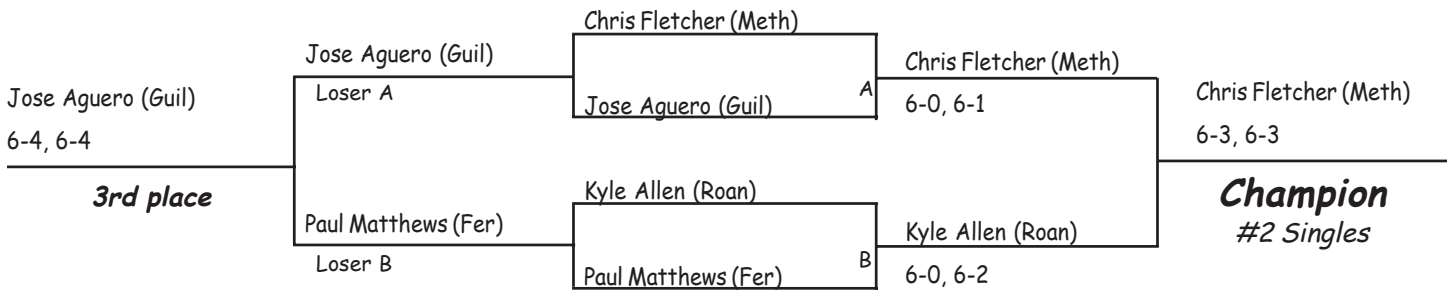 Jose Aguero (Guil)
6-4, 6-4
3rd place
Jose Aguero (Guil)
Loser A
Paul Matthews (Fer)
Loser B
Chris Fletcher (Meth)
A
Jose Aguero (Guil)
Kyle Allen (Roan)
B
Paul Matthews (Fer)
Chris Fletcher (Meth)
6-0, 6-1
Kyle Allen (Roan)
6-0, 6-2
Chris Fletcher (Meth)
6-3, 6-3
Champion
#2 Singles